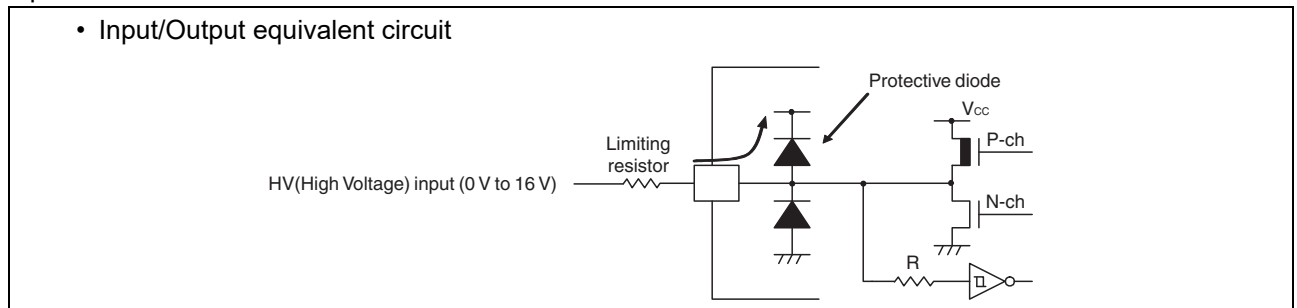 • Input/Output equivalent circuit
Protective diode
Vcc
P-ch
Limiting
resistor
HV(High Voltage) input (0 V to 16 V)
N-ch
R